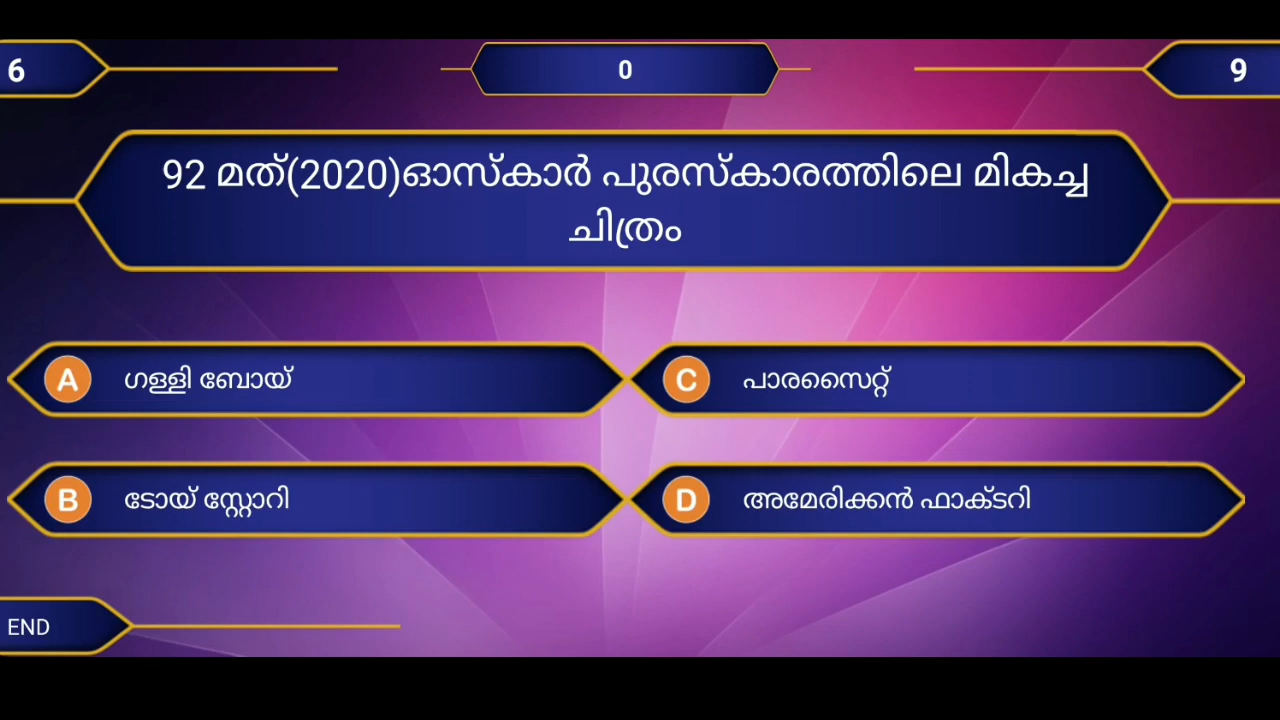 6
0
9
92 മത്(2020)ഓസ്കാർ പുരസ്കാരത്തിലെ മികച്ച
ചിത്രം
A ഗള്ളി ബോയ്
C പാരസൈറ്റ്
B ടോയ് സ്റ്റോറി
D അമേരിക്കൻ ഫാക്ടറി
END